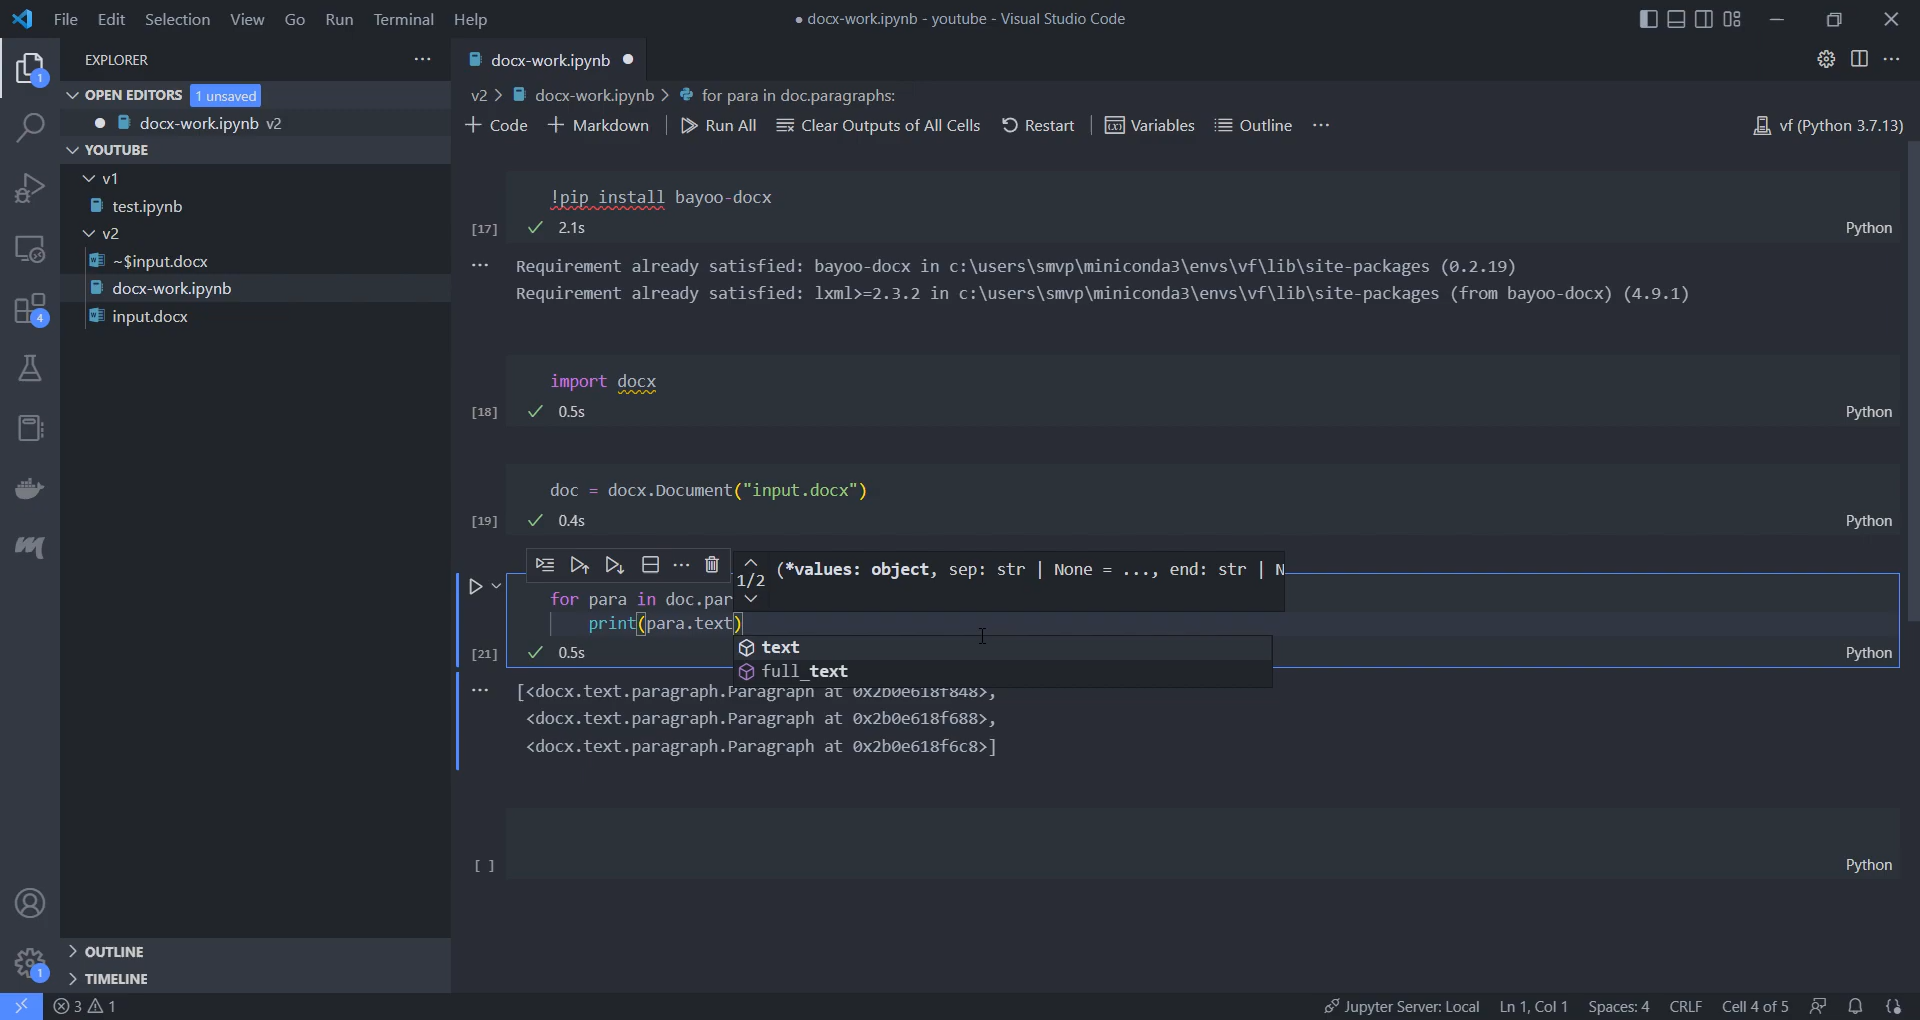 File Edit Selection View Go Run Terminal Help
● docx-work.ipynb - youtube - Visual Studio Code
EXPLORER
OPEN EDITORS 1 unsaved
docx-work.ipynb v2
YOUTUBE
v1
test.ipynb
v2
~$input.docx
docx-work.ipynb
input.docx
OUTLINE
TIMELINE
1
4
1
docx-work.ipynb
v2 > docx-work.ipynb > for para in doc.paragraphs:
+ Code + Markdown Run All Clear Outputs of All Cells Restart Variables Outline ...
vf (Python 3.7.13)
!pip install bayoo-docx
[17] 2.1s Python
Requirement already satisfied: bayoo-docx in c:\users\smvp\miniconda3\envs\vf\lib\site-packages (0.2.19)
Requirement already satisfied: lxml>=2.3.2 in c:\users\smvp\miniconda3\envs\vf\lib\site-packages (from bayoo-docx) (4.9.1)
import docx
[18] 0.5s Python
doc = docx.Document("input.docx")
[19] 0.4s Python
1/2 (*values: object, sep: str | None = ..., end: str | N
for para in doc.par
print(para.text)
text
full_text
[21] 0.5s Python
[<docx.text.paragraph.Paragraph at 0x2b0e618f848>,
<docx.text.paragraph.Paragraph at 0x2b0e618f688>,
<docx.text.paragraph.Paragraph at 0x2b0e618f6c8>]
[ ] Python
3 1 Jupyter Server: Local Ln 1, Col 1 Spaces: 4 CRLF Cell 4 of 5